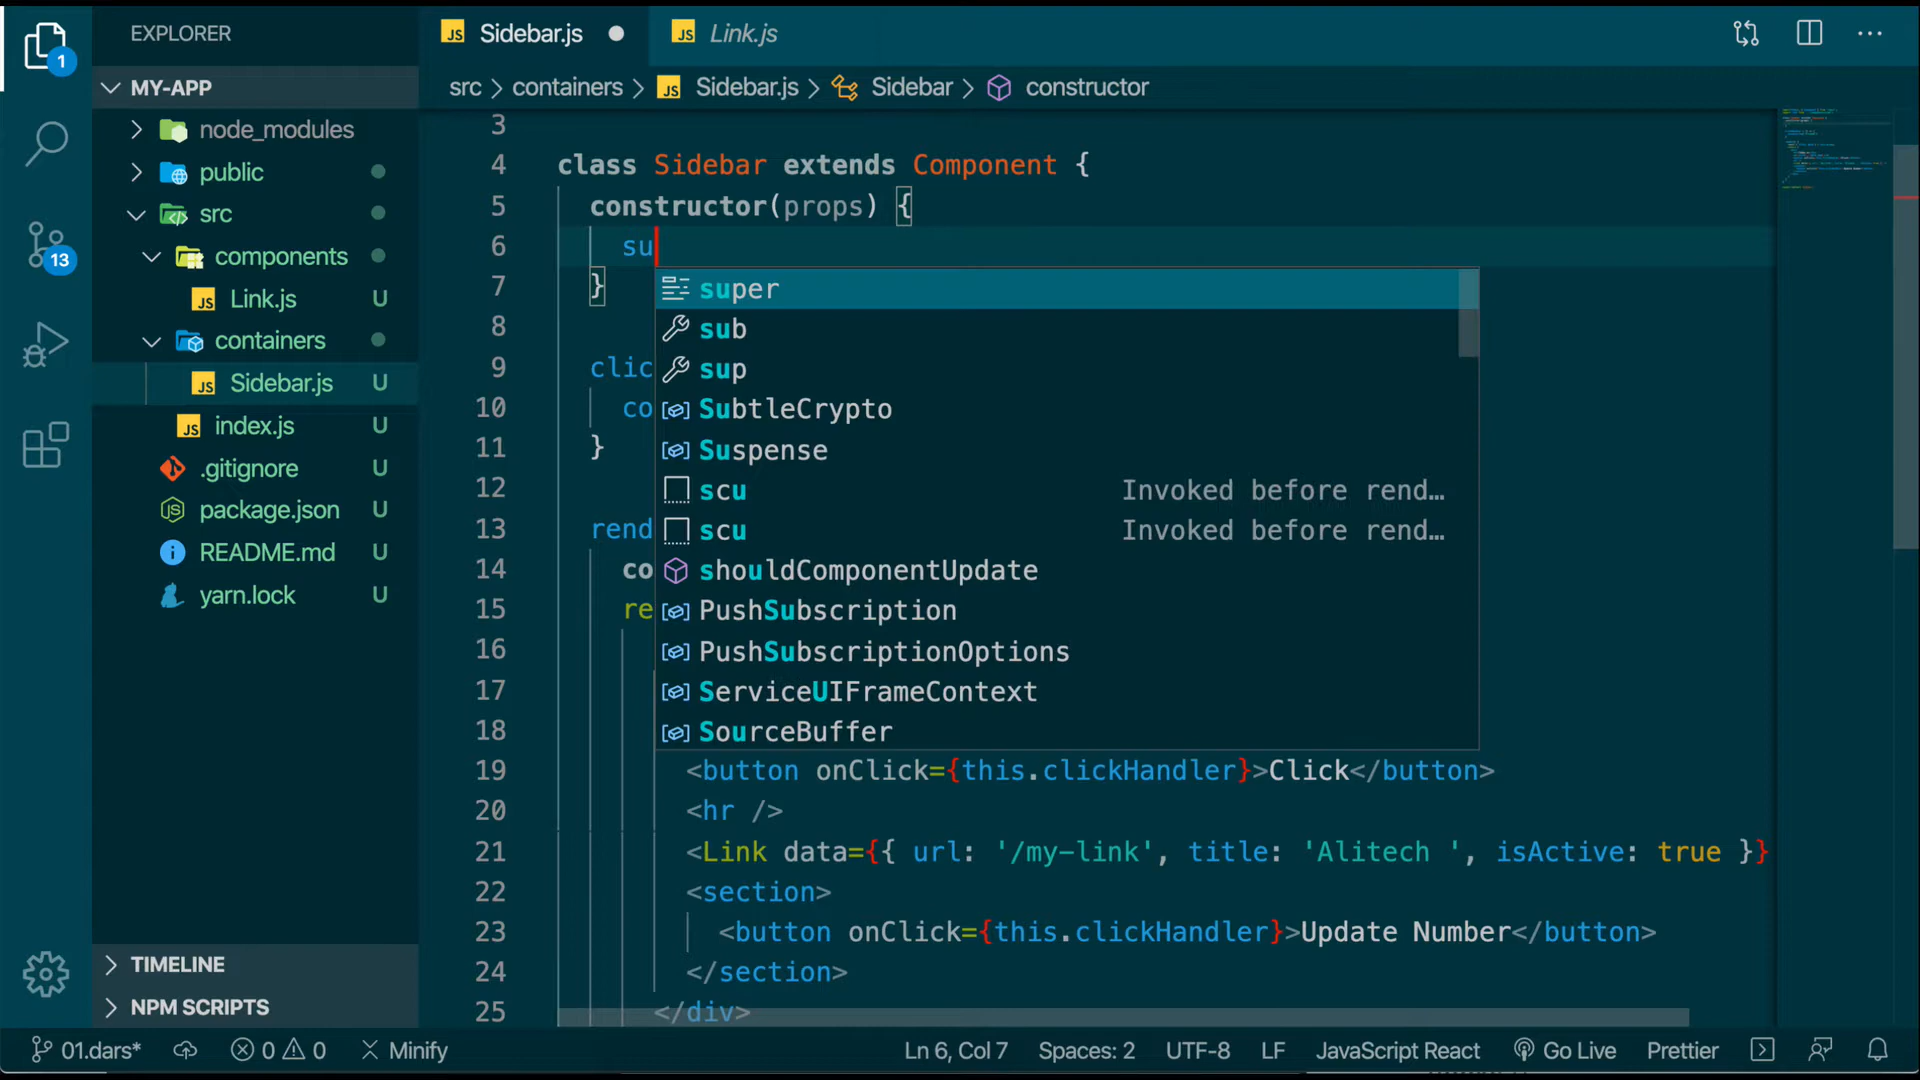 EXPLORER
MY-APP
node_modules
public
src
components
Link.js U
containers
Sidebar.js U
index.js U
.gitignore U
package.json U
README.md U
yarn.lock U
TIMELINE
NPM SCRIPTS
1
13
JS Sidebar.js
JS Link.js
src > containers > JS Sidebar.js > Sidebar > constructor
3
4 class Sidebar extends Component {
5 constructor(props) {
6 su
7 }
8
9 clic
10 co
11 }
12
13 rend
14 co
15 re
16
17
18
super
sub
sup
SubtleCrypto
Suspense
scu Invoked before rend…
scu Invoked before rend…
shouldComponentUpdate
PushSubscription
PushSubscriptionOptions
ServiceUIFrameContext
SourceBuffer
19 <button onClick={this.clickHandler}>Click</button>
20 <hr />
21 <Link data={{ url: '/my-link', title: 'Alitech ', isActive: true }}
22 <section>
23 <button onClick={this.clickHandler}>Update Number</button>
24 </section>
25 </div>
01.dars* 0 0 Minify Ln 6, Col 7 Spaces: 2 UTF-8 LF JavaScript React Go Live Prettier